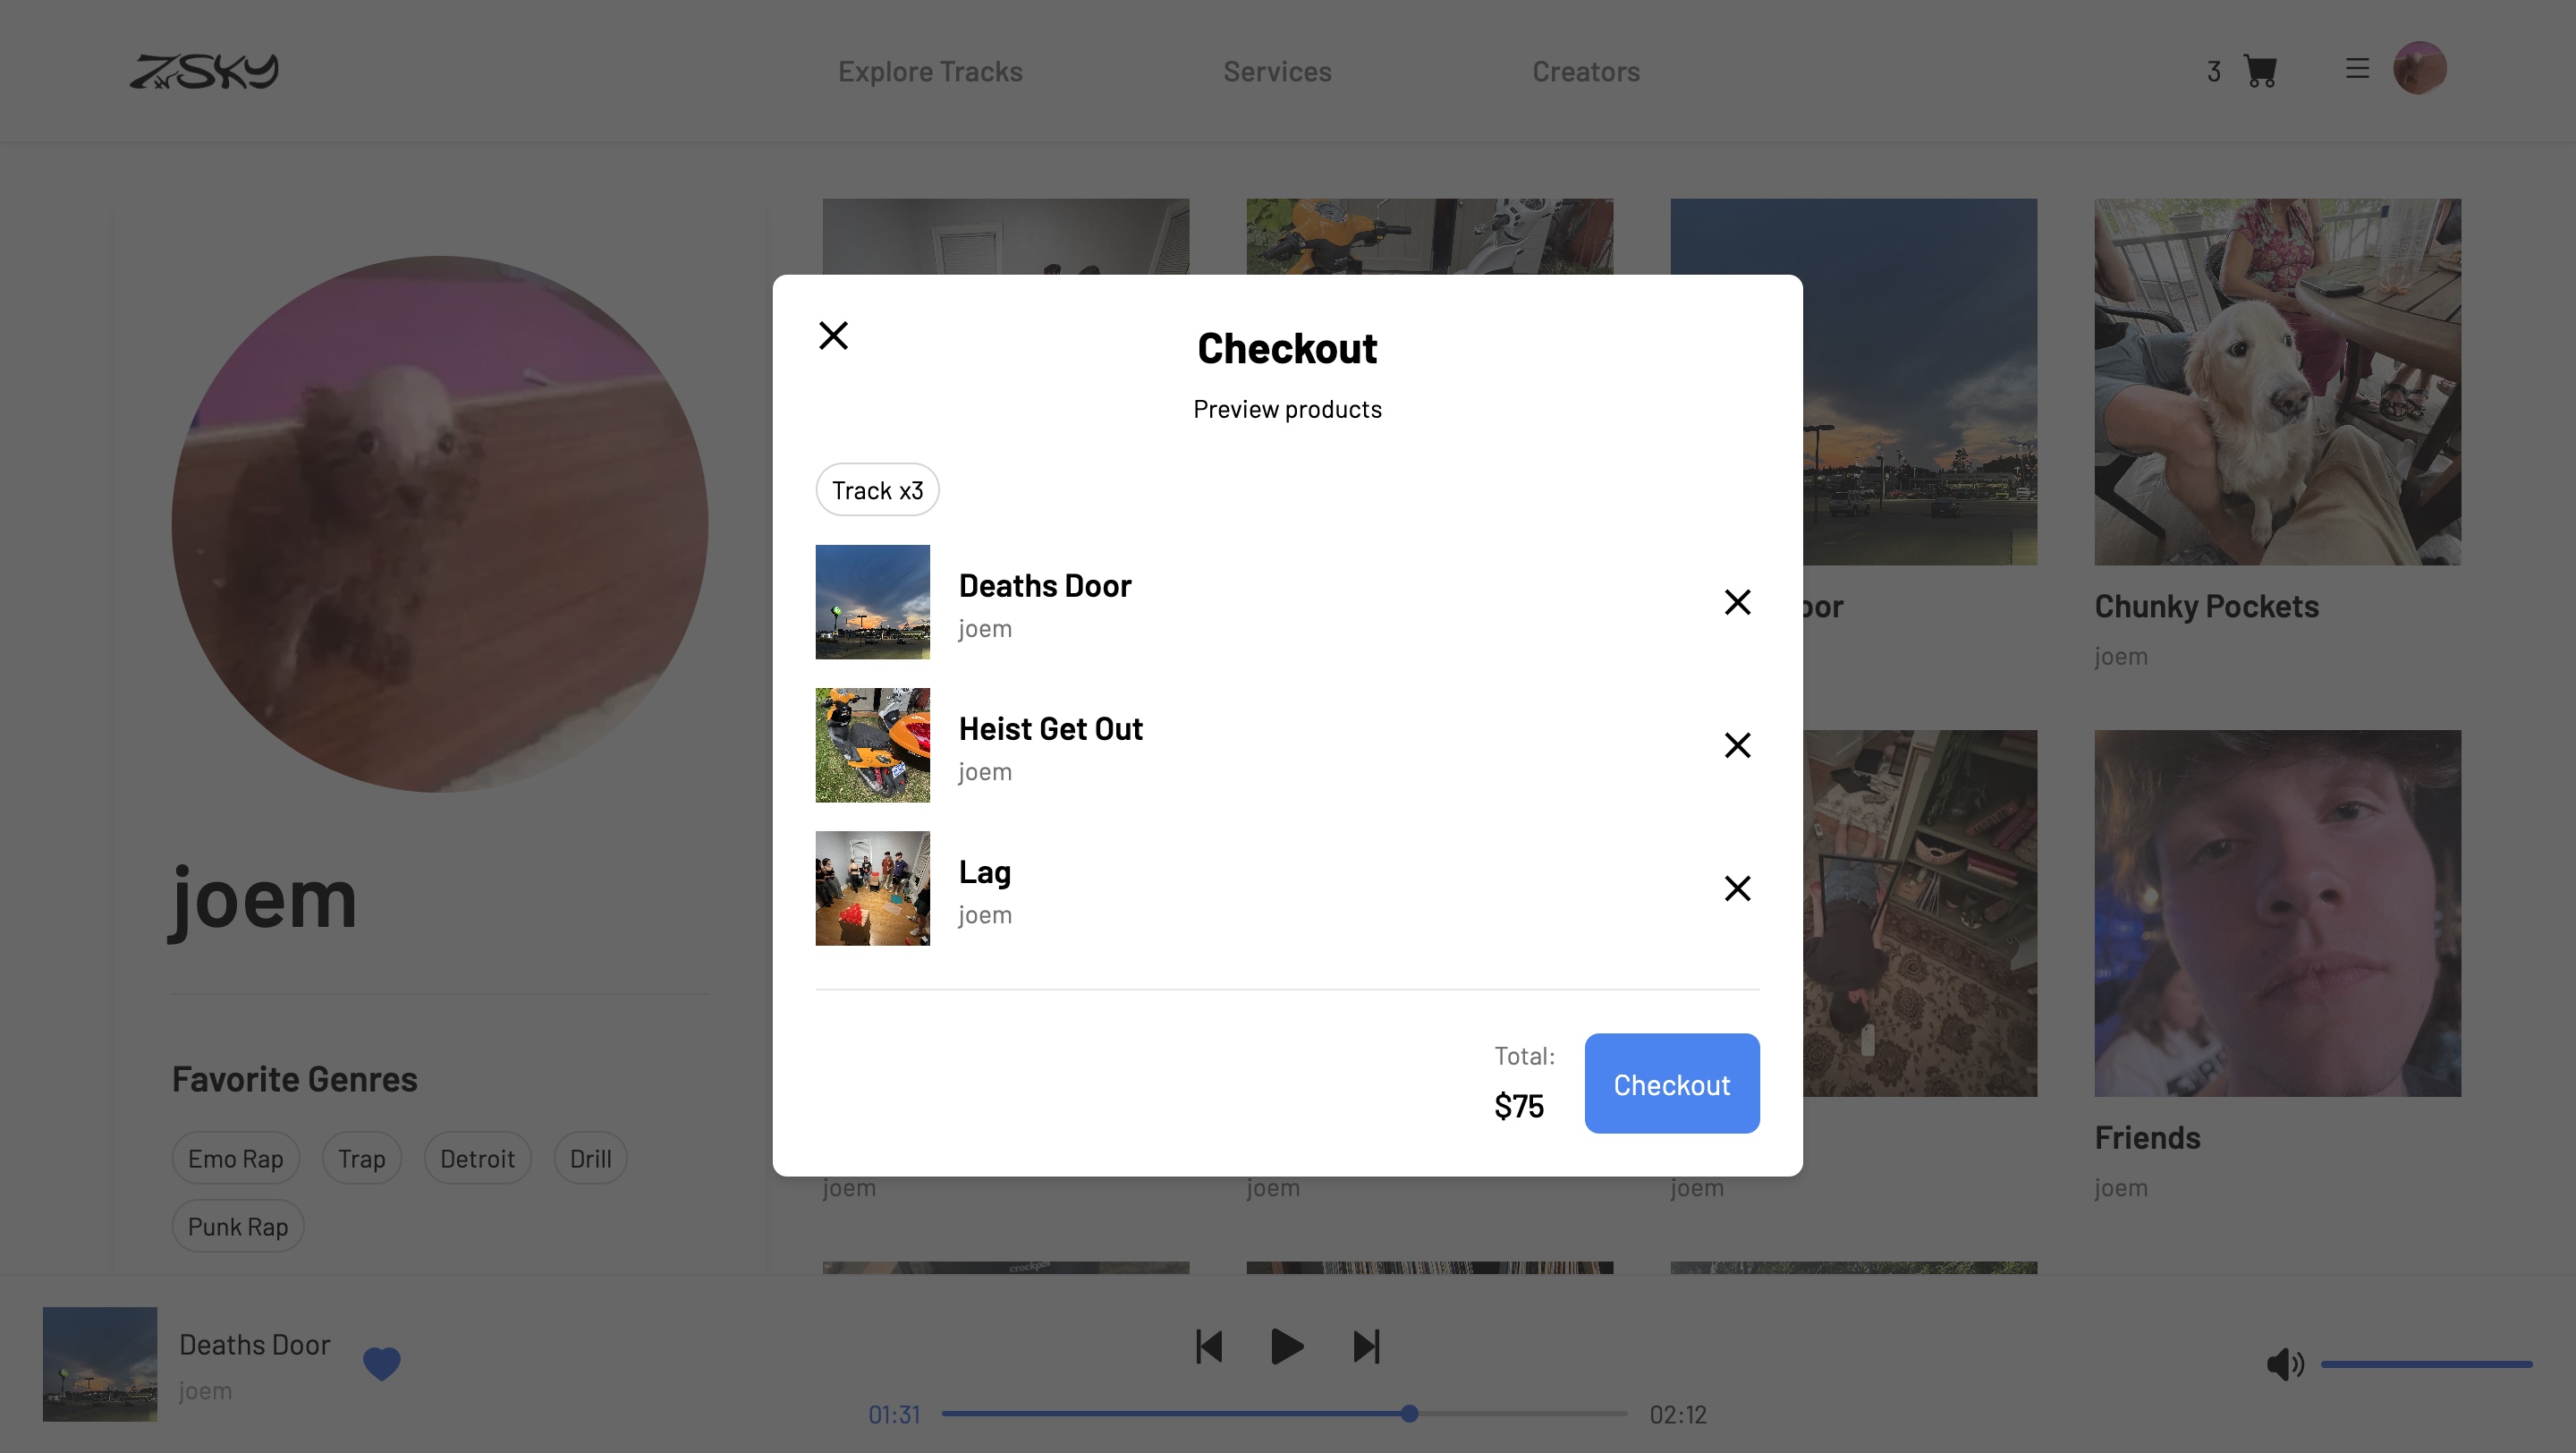 ZSKY
Explore Tracks
Services
Creators
3
Checkout
Preview products
Track x3
Deaths Door
joem
Heist Get Out
joem
Lag
joem
Total:
$75
Checkout
joem
Favorite Genres
Emo Rap
Trap
Detroit
Drill
Punk Rap
oor
Chunky Pockets
joem
joem
joem
joem
Friends
joem
crockpot
Deaths Door
joem
01:31
02:12